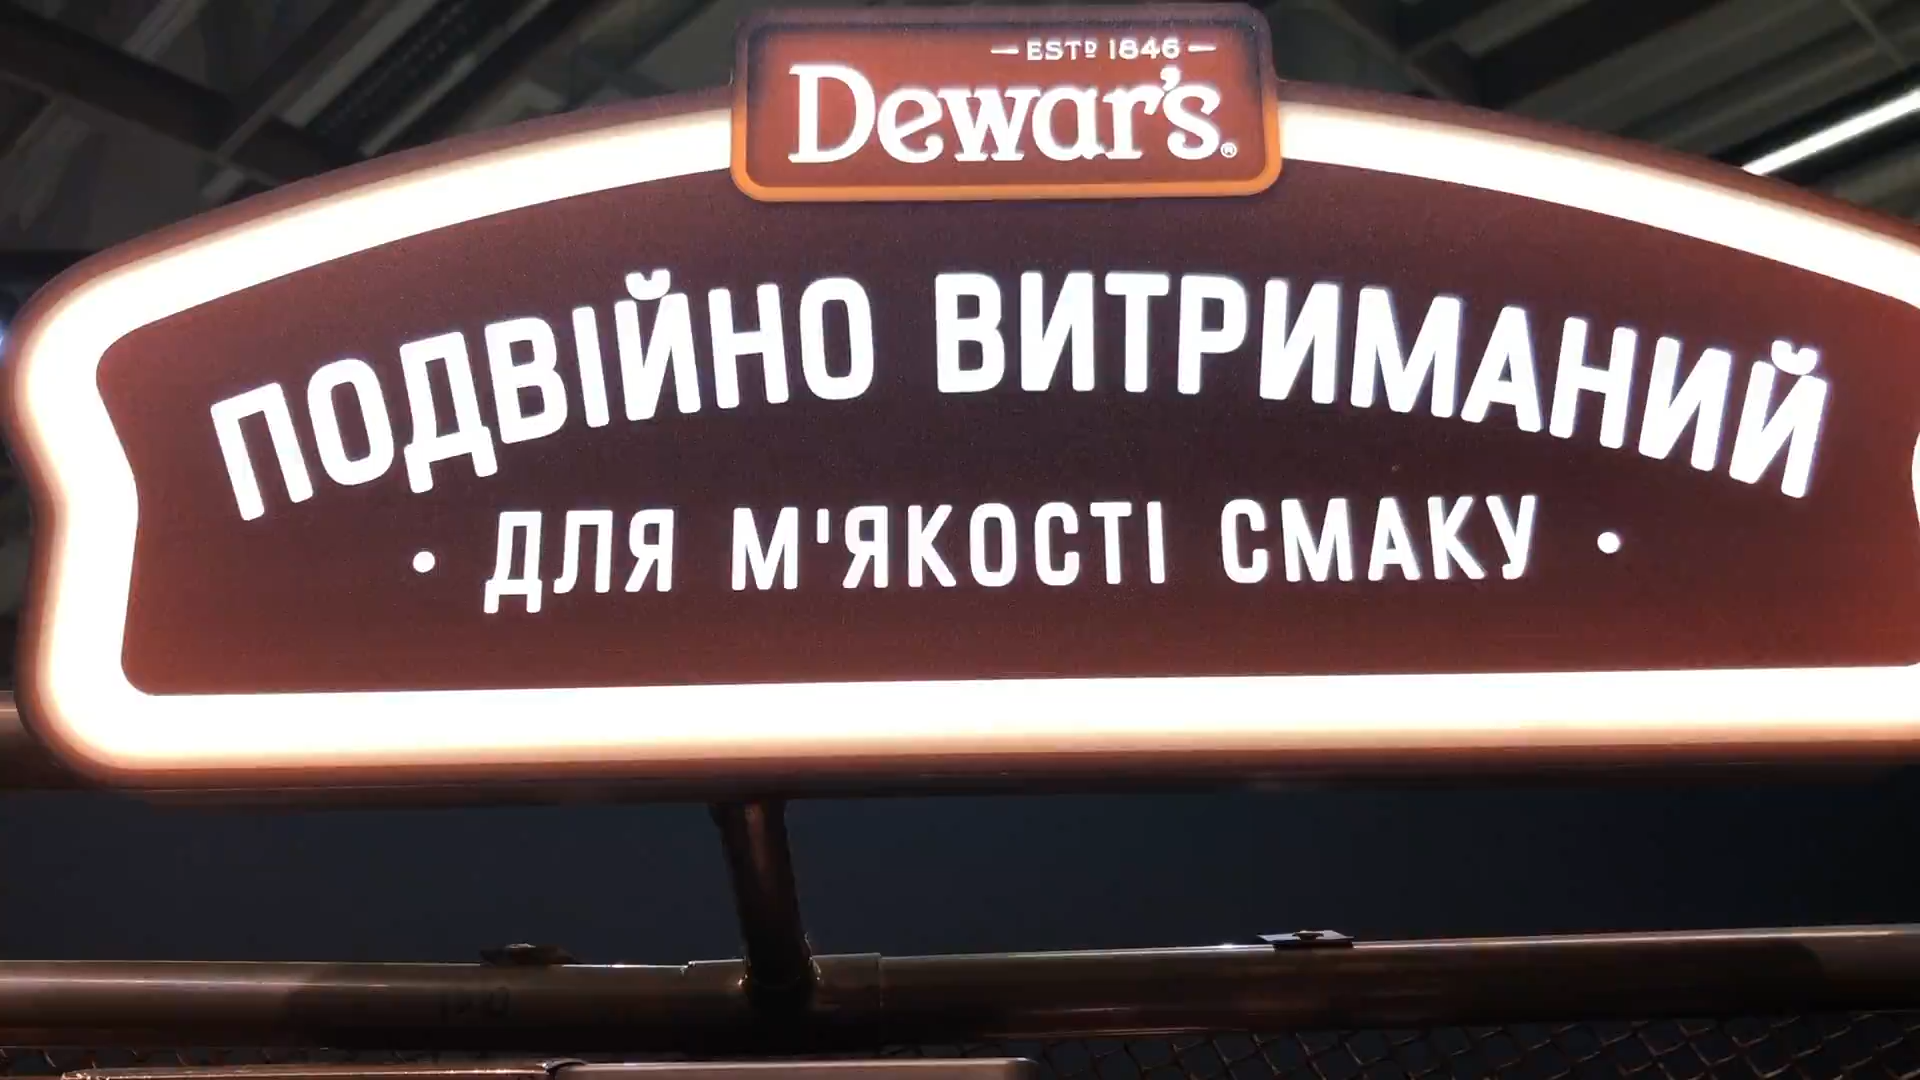 — ESTD 1846 —
Dewar's®
ПОДВІЙНО ВИТРИМАНИЙ
• ДЛЯ М'ЯКОСТІ СМАКУ •